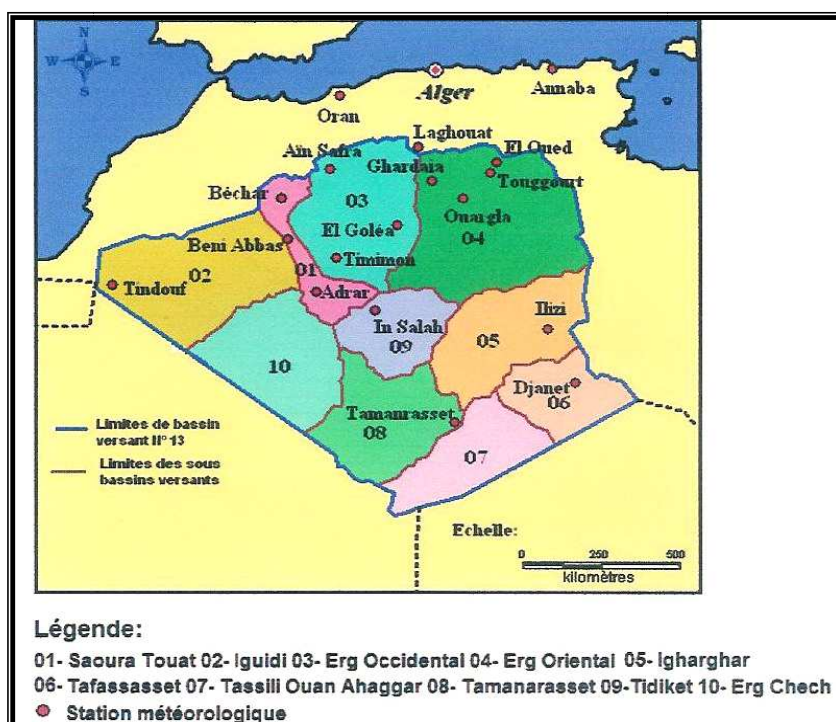 N
W E
S
Alger
Annaba
Oran
Laghouat
El Oued
Aïn Safra
Ghardaia
Touggourt
Béchar
03
Ouargla
El Goléa
04
Beni Abbas
Timimon
02
01
Tindouf
Adrar
Ilizi
In Salah
05
09
10
Djanet
06
Tamanrasset
08
07
Limites de bassin
versant N° 13
Limites des sous
bassins versants
Echelle:
0 250 500
kilomètres
Légende:
01- Saoura Touat 02- Iguidi 03- Erg Occidental 04- Erg Oriental 05- Igharghar
06- Tafassasset 07- Tassili Ouan Ahaggar 08- Tamanarasset 09-Tidiket 10- Erg Chech
Station météorologique